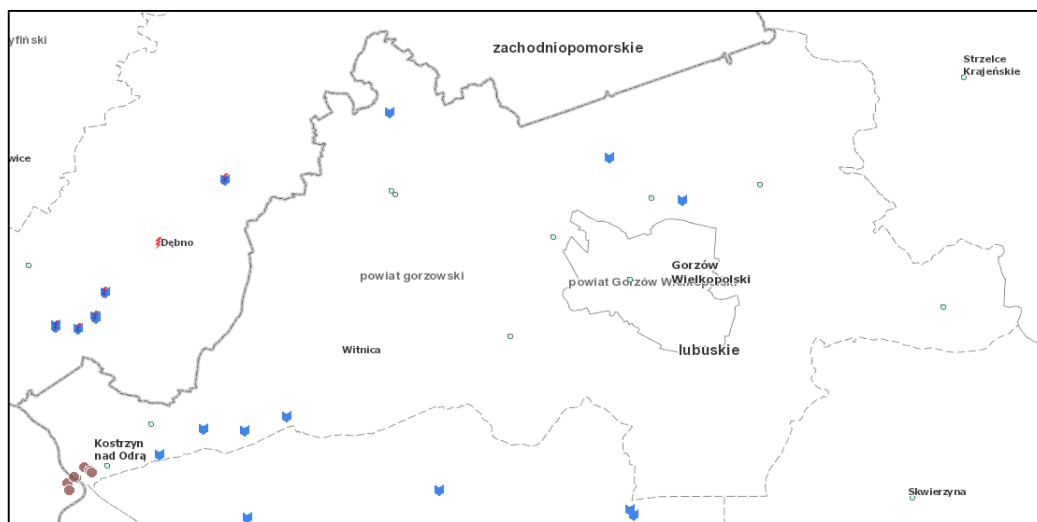 yfiński
zachodniopomorskie
Strzelce
Krajeńskie
wice
Dębno
Gorzów
Wielkopolski
powiat gorzowski
powiat Gorzów Wielkopolski
Witnica
lubuskie
Kostrzyn
nad Odrą
Skwierzyna